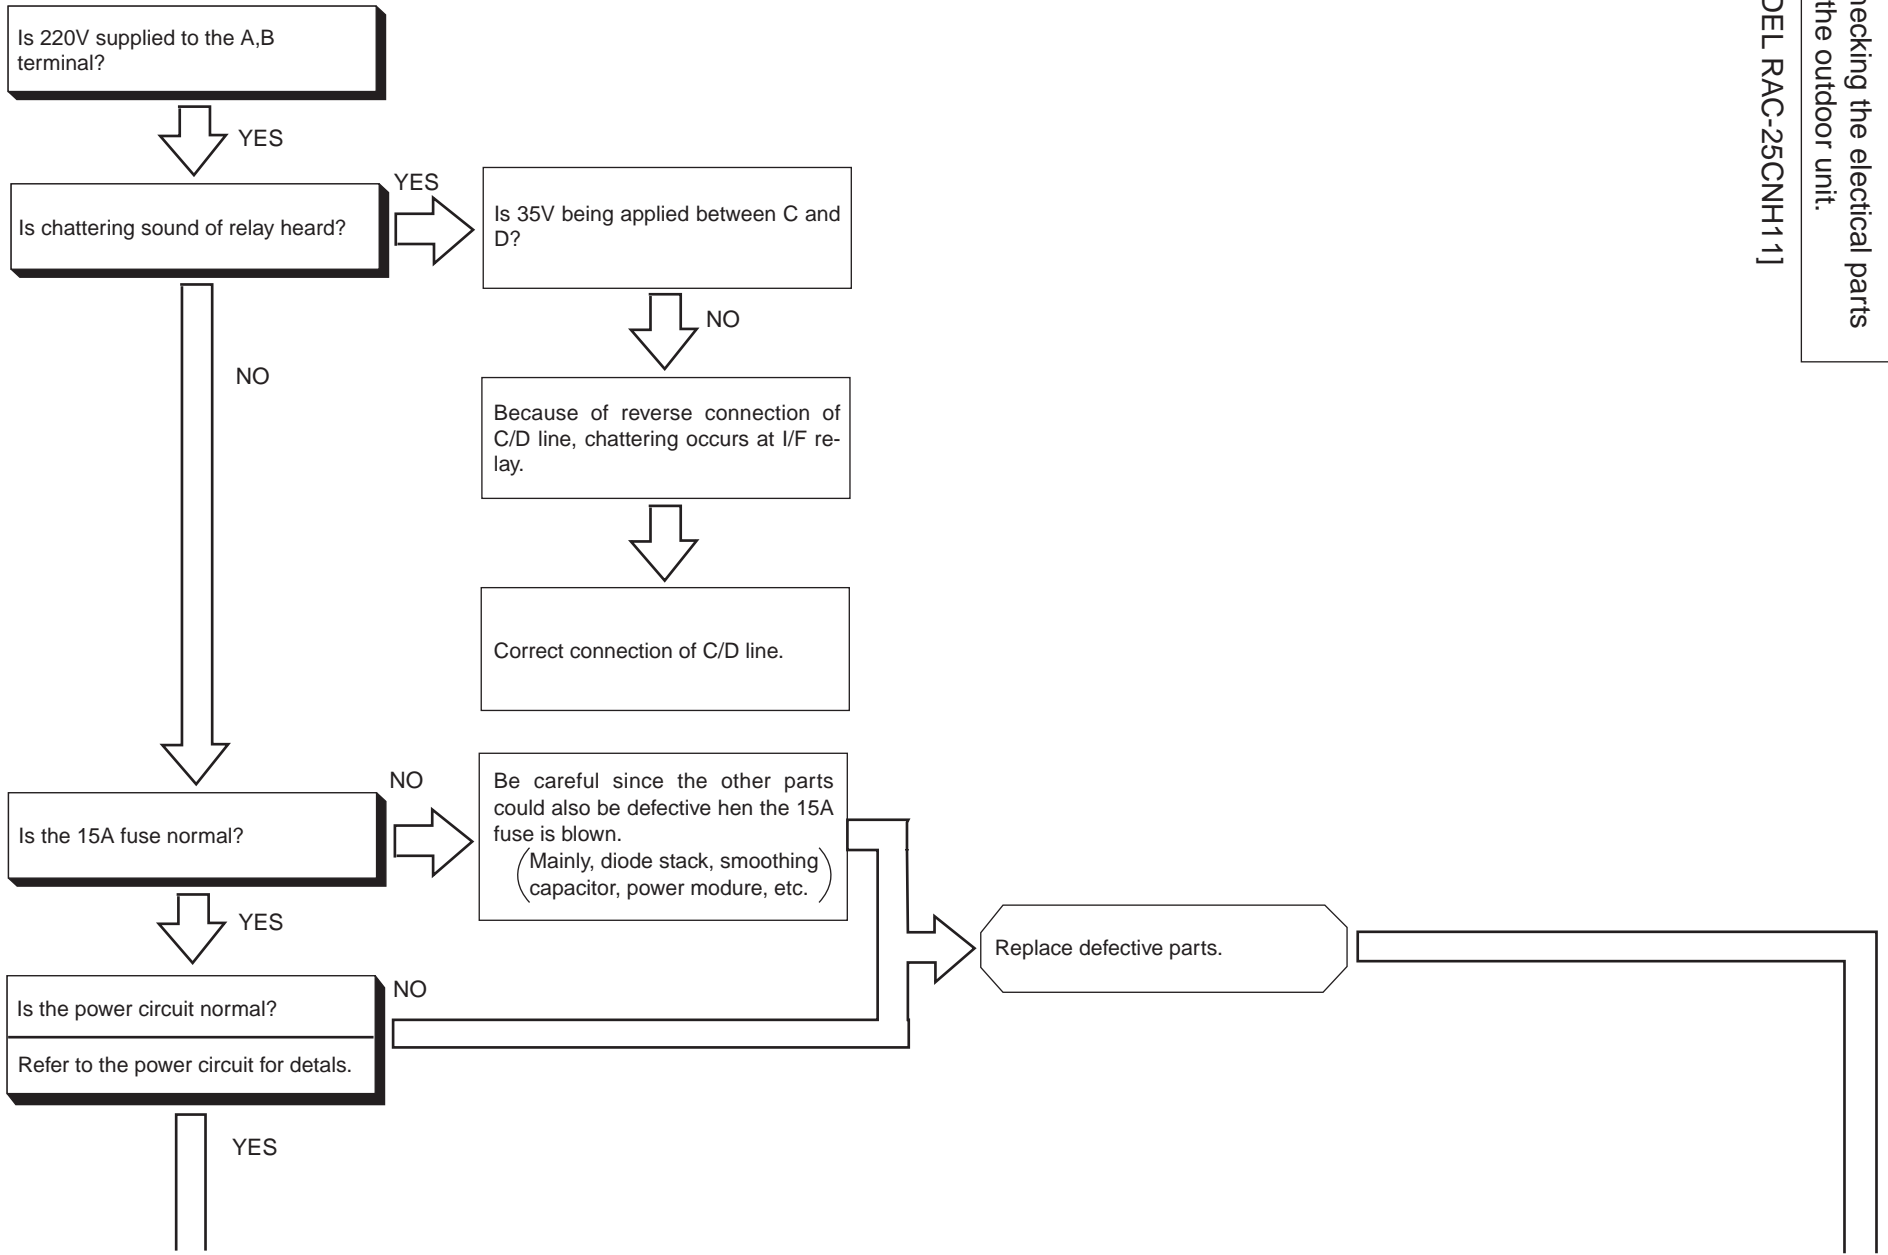 Is 220V supplied to the A,B
terminal?
YES
Is chattering sound of relay heard?
YES
Is 35V being applied between C and
D?
NO
Because of reverse connection of
C/D line, chattering occurs at I/F re-
lay.
Correct connection of C/D line.
NO
Is the 15A fuse normal?
NO
Be careful since the other parts
could also be defective hen the 15A
fuse is blown.
(Mainly, diode stack, smoothing
capacitor, power modure, etc.)
YES
Is the power circuit normal?
Refer to the power circuit for detals.
NO
Replace defective parts.
YES
the electical parts
the outdoor unit.
RAC-25CNH11]